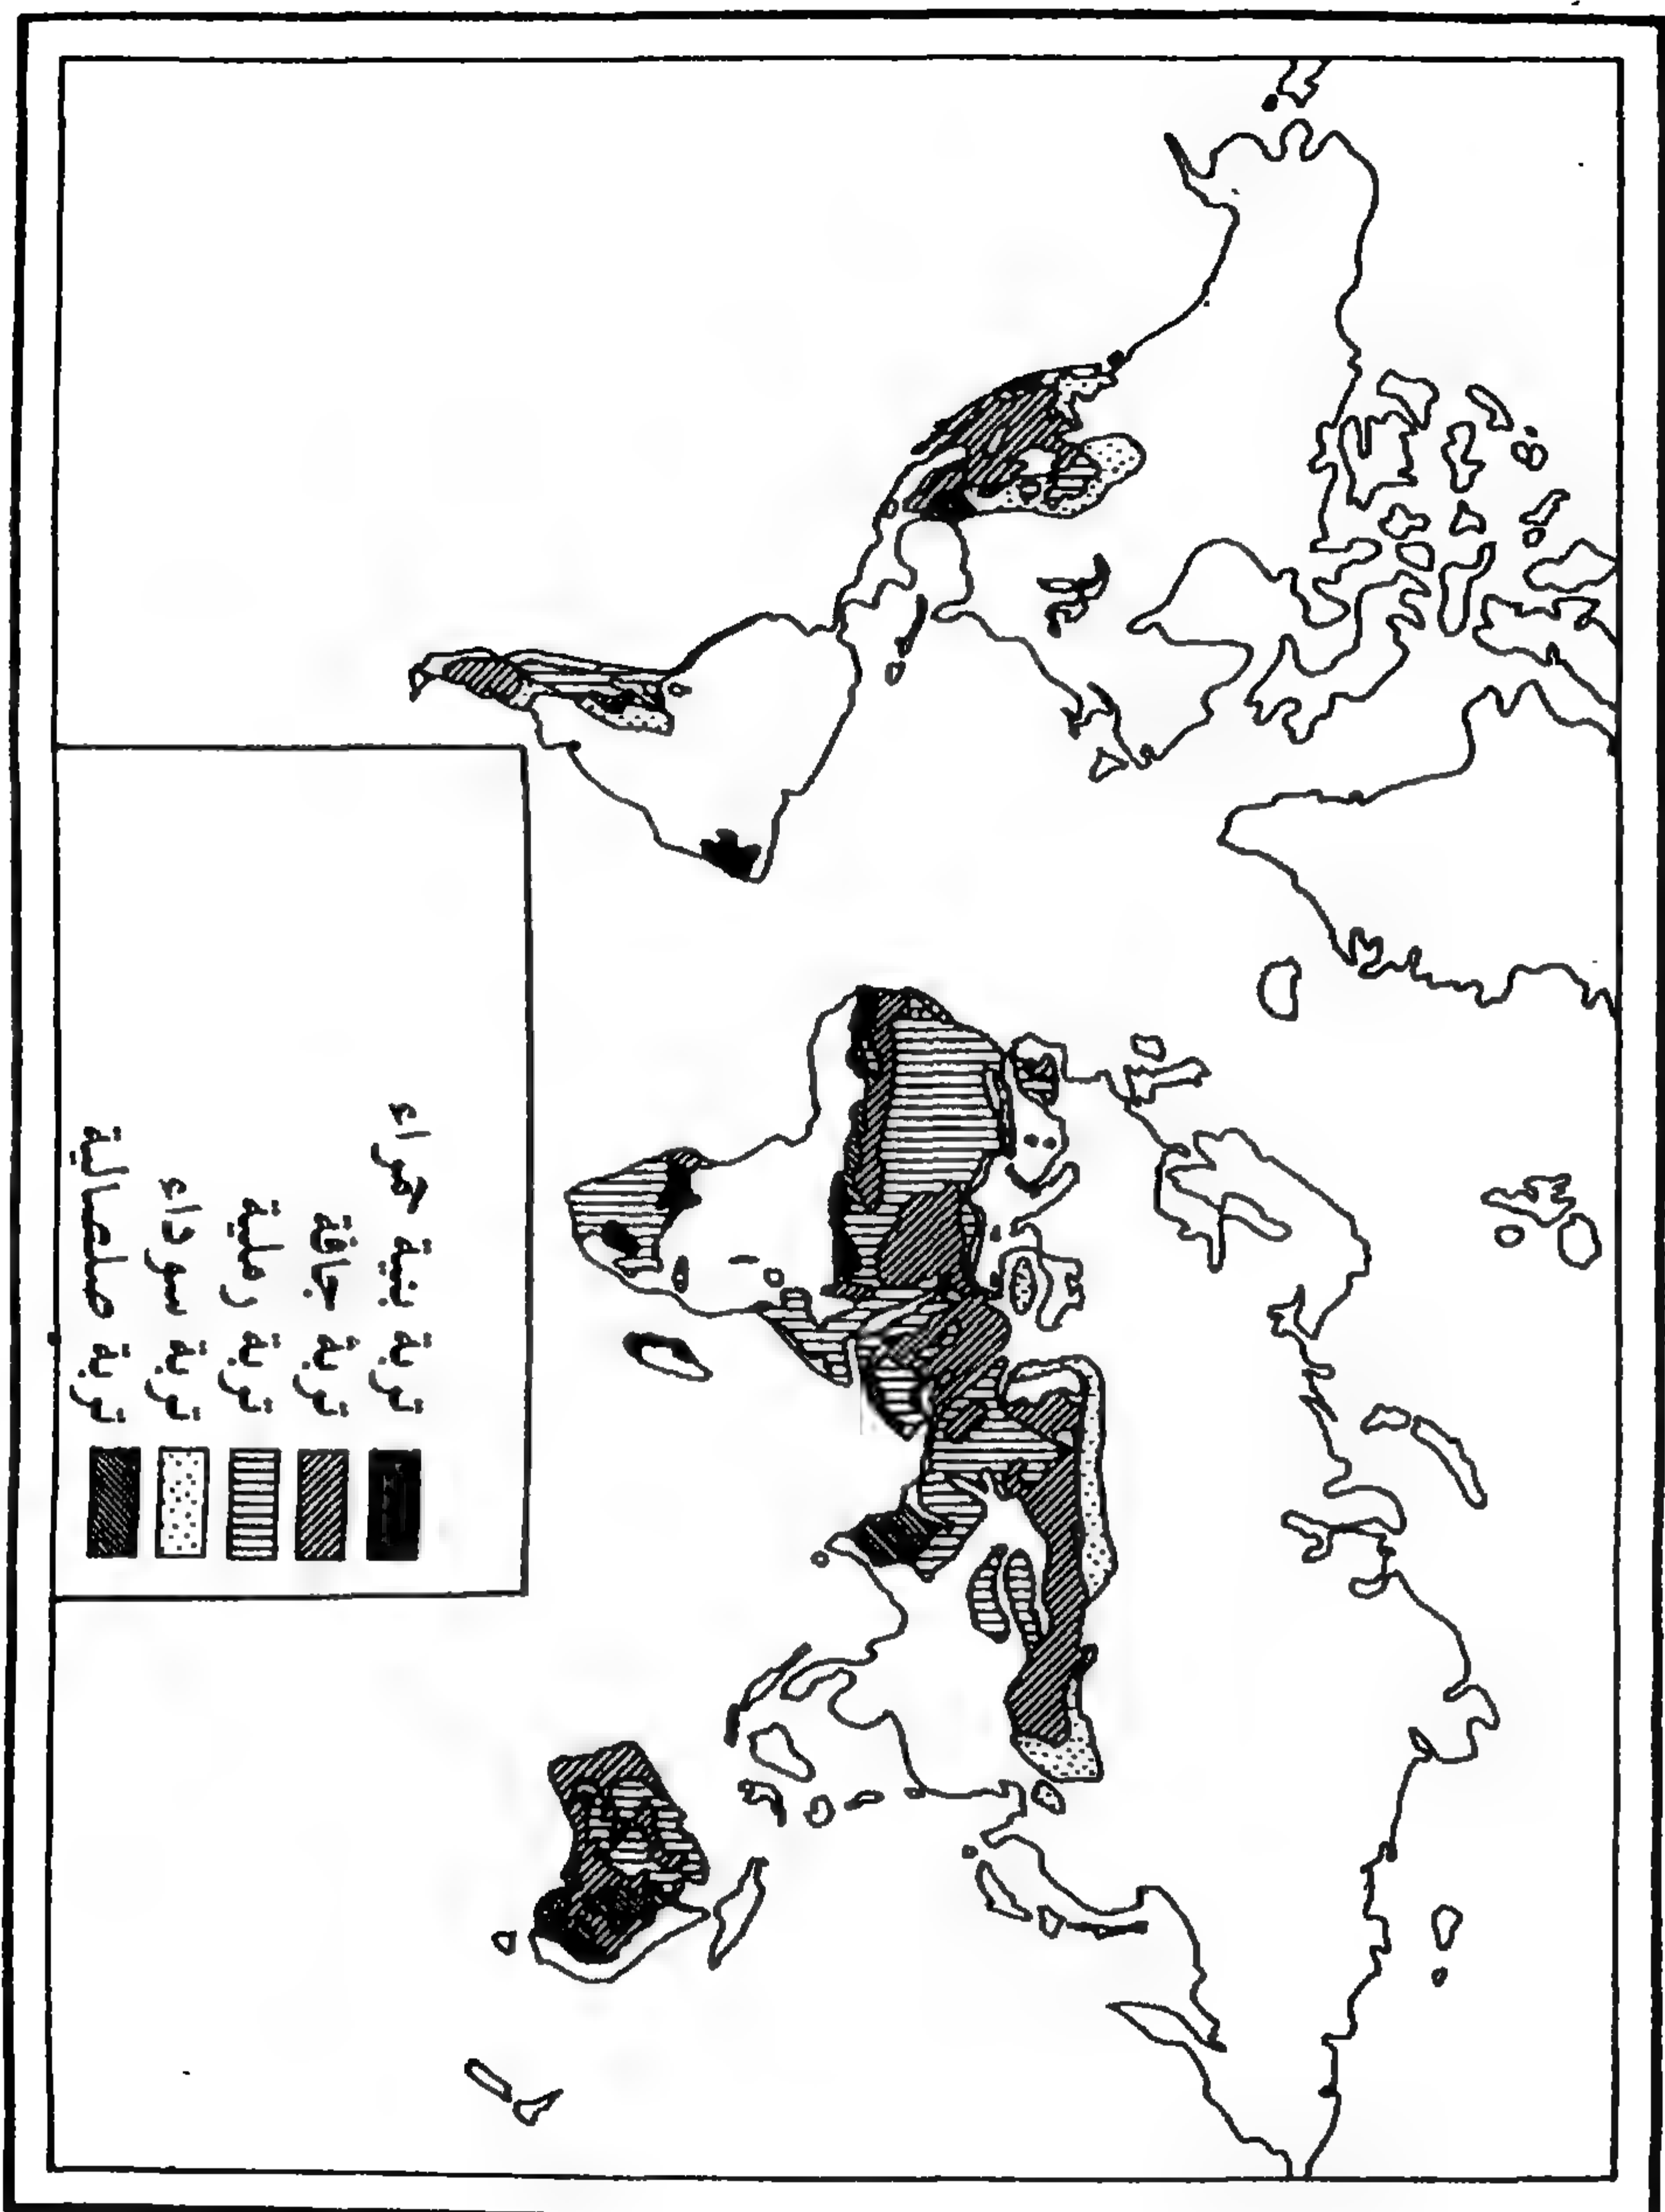 تربة بنية حمراء
تربة جافة
تربة رملية
تربة سوداء
تربة صلصالية